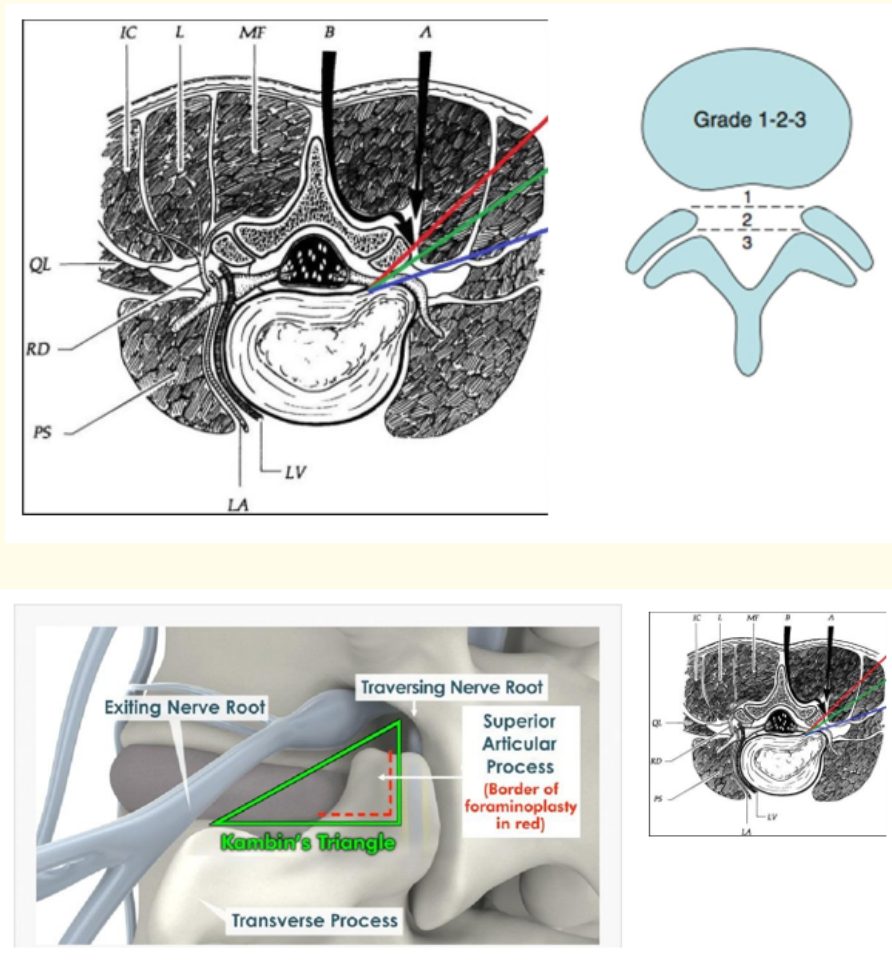 IC L MF B A
QL
RD
PS
LV
LA
Grade 1-2-3
1
2
3
Exiting Nerve Root
Traversing Nerve Root
Superior
Articular
Process
(Border of
foraminoplasty
in red)
Kambin's Triangle
Transverse Process
IC L MF B A
QL
RD
PS
LV
LA